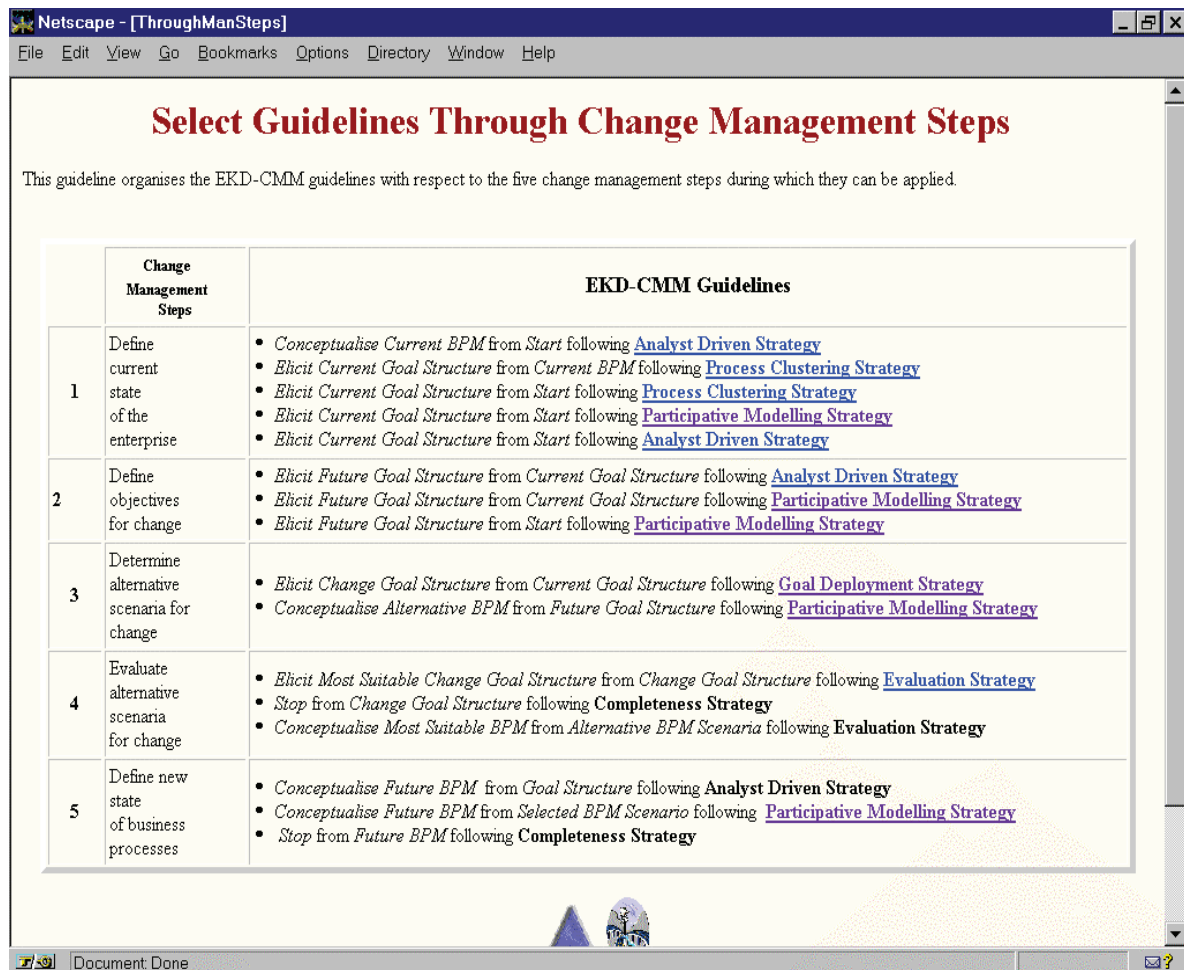 Netscape - [ThroughManSteps]
File Edit View Go Bookmarks Options Directory Window Help
Select Guidelines Through Change Management Steps
This guideline organises the EKD-CMM guidelines with respect to the five change management steps during which they can be applied.
Change
Management
Steps
EKD-CMM Guidelines
1
Define
current
state
of the
enterprise
• Conceptualise Current BPM from Start following Analyst Driven Strategy
• Elicit Current Goal Structure from Current BPM following Process Clustering Strategy
• Elicit Current Goal Structure from Start following Process Clustering Strategy
• Elicit Current Goal Structure from Start following Participative Modelling Strategy
• Elicit Current Goal Structure from Start following Analyst Driven Strategy
2
Define
objectives
for change
• Elicit Future Goal Structure from Current Goal Structure following Analyst Driven Strategy
• Elicit Future Goal Structure from Current Goal Structure following Participative Modelling Strategy
• Elicit Future Goal Structure from Start following Participative Modelling Strategy
3
Determine
alternative
scenaria for
change
• Elicit Change Goal Structure from Current Goal Structure following Goal Deployment Strategy
• Conceptualise Alternative BPM from Future Goal Structure following Participative Modelling Strategy
4
Evaluate
alternative
scenaria
for change
• Elicit Most Suitable Change Goal Structure from Change Goal Structure following Evaluation Strategy
• Stop from Change Goal Structure following Completeness Strategy
• Conceptualise Most Suitable BPM from Alternative BPM Scenaria following Evaluation Strategy
5
Define new
state
of business
processes
• Conceptualise Future BPM from Goal Structure following Analyst Driven Strategy
• Conceptualise Future BPM from Selected BPM Scenario following Participative Modelling Strategy
• Stop from Future BPM following Completeness Strategy
Document: Done